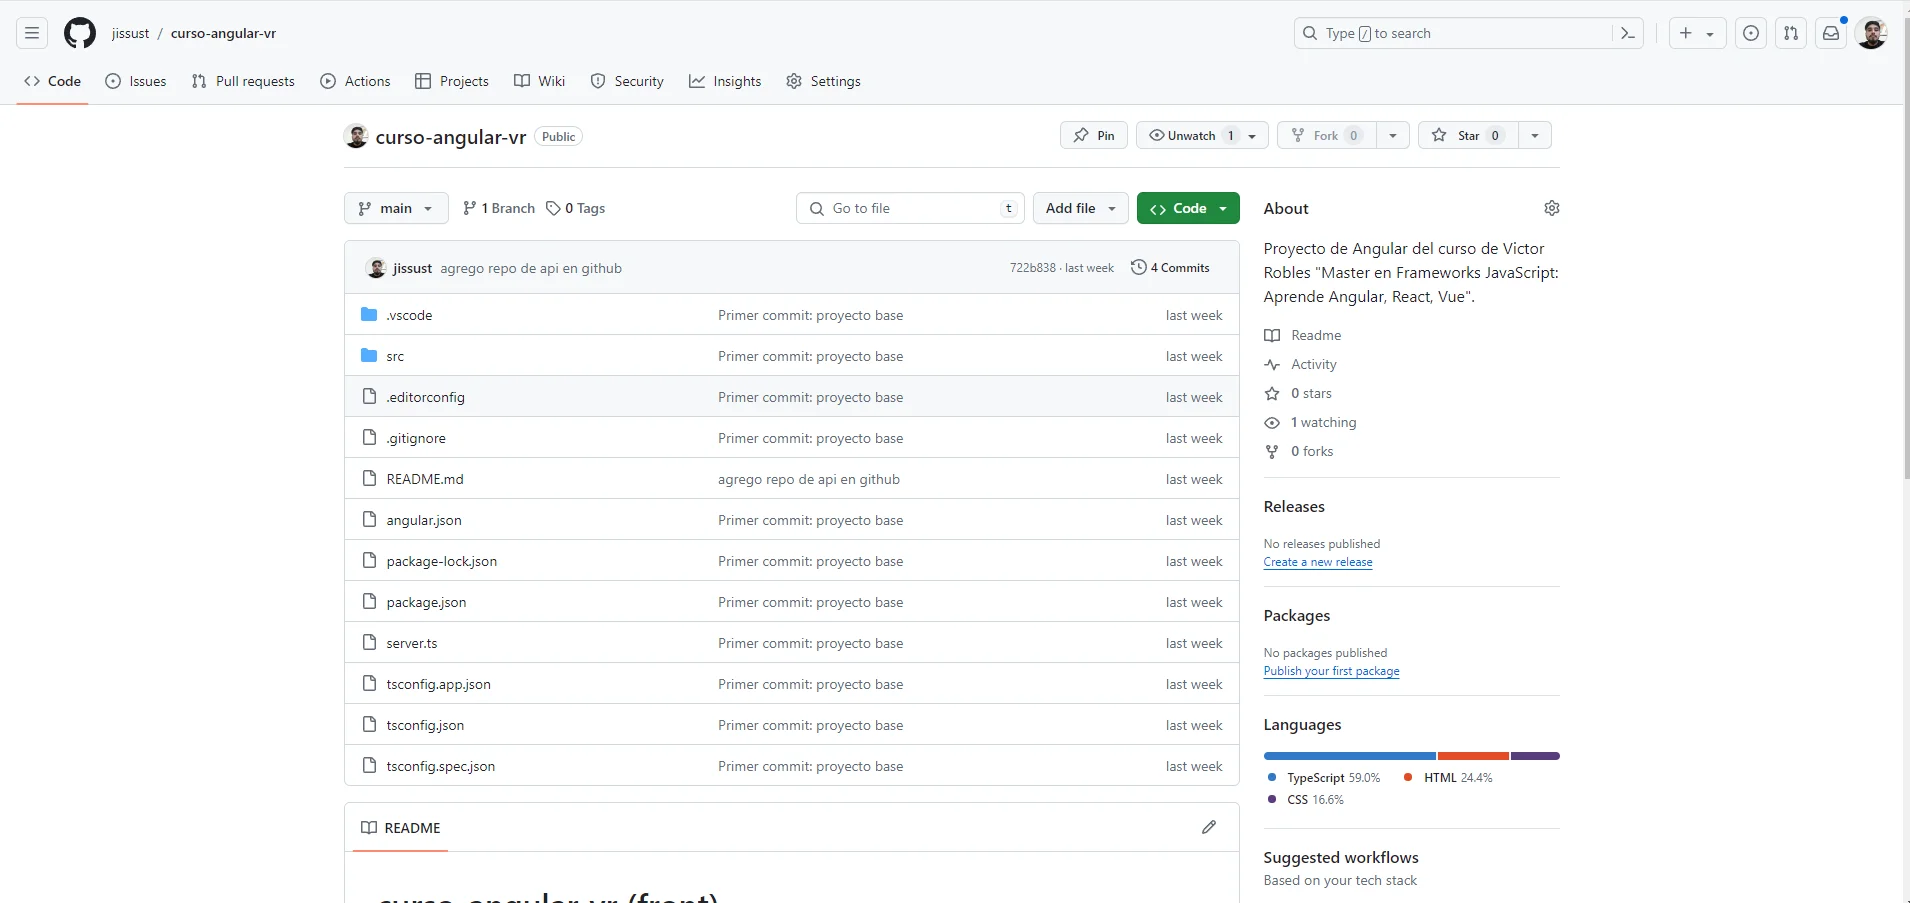 jissust / curso-angular-vr
Type / to search
Code Issues Pull requests Actions Projects Wiki Security Insights Settings
curso-angular-vr Public
Pin Unwatch 1 Fork 0 Star 0
main 1 Branch 0 Tags Go to file t Add file Code
jissust agrego repo de api en github 722b838 · last week 4 Commits
.vscode Primer commit: proyecto base last week
src Primer commit: proyecto base last week
.editorconfig Primer commit: proyecto base last week
.gitignore Primer commit: proyecto base last week
README.md agrego repo de api en github last week
angular.json Primer commit: proyecto base last week
package-lock.json Primer commit: proyecto base last week
package.json Primer commit: proyecto base last week
server.ts Primer commit: proyecto base last week
tsconfig.app.json Primer commit: proyecto base last week
tsconfig.json Primer commit: proyecto base last week
tsconfig.spec.json Primer commit: proyecto base last week
README
curso-angular-vr (front)
About
Proyecto de Angular del curso de Victor
Robles "Master en Frameworks JavaScript:
Aprende Angular, React, Vue".
Readme
Activity
0 stars
1 watching
0 forks
Releases
No releases published
Create a new release
Packages
No packages published
Publish your first package
Languages
TypeScript 59.0% HTML 24.4%
CSS 16.6%
Suggested workflows
Based on your tech stack